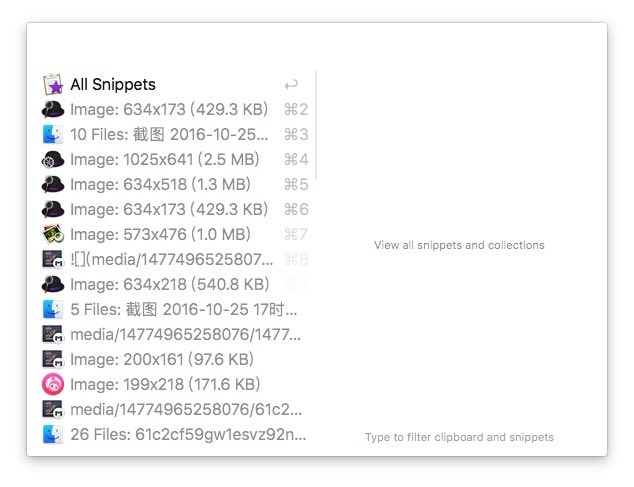 All Snippets ↩
Image: 634x173 (429.3 KB) ⌘2
10 Files: 截图 2016-10-25... ⌘3
Image: 1025x641 (2.5 MB) ⌘4
Image: 634x518 (1.3 MB) ⌘5
Image: 634x173 (429.3 KB) ⌘6
Image: 573x476 (1.0 MB) ⌘7
![](media/1477496525807... ⌘8
Image: 634x218 (540.8 KB) ⌘9
5 Files: 截图 2016-10-25 17时...
media/14774965258076/1477...
Image: 200x161 (97.6 KB)
Image: 199x218 (171.6 KB)
media/14774965258076/61c2...
26 Files: 61c2cf59gw1esvz92n...
View all snippets and collections
Type to filter clipboard and snippets